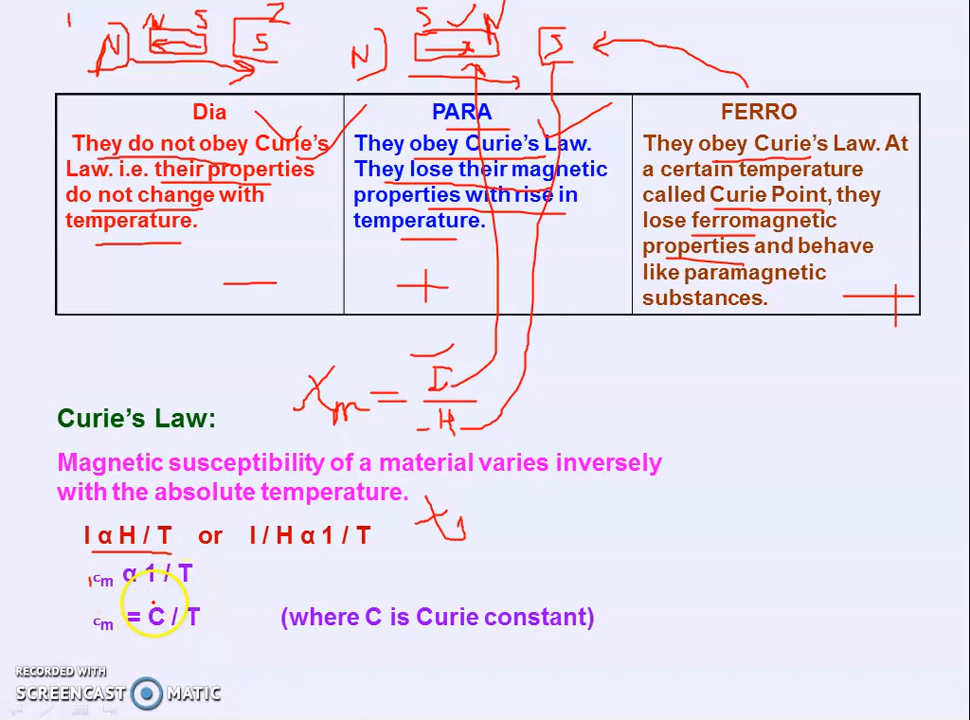 N S
N S
S N
N S
Dia
They do not obey Curie's
Law. i.e. their properties
do not change with
temperature.
—
PARA
They obey Curie's Law.
They lose their magnetic
properties with rise in
temperature.
+
FERRO
They obey Curie's Law. At
a certain temperature
called Curie Point, they
lose ferromagnetic
properties and behave
like paramagnetic
substances.
+
χm = I / H
Curie's Law:
Magnetic susceptibility of a material varies inversely
with the absolute temperature.
I α H / T or I / H α 1 / T
cm α 1 / T
cm = C / T (where C is Curie constant)
RECORDED WITH
SCREENCAST MATIC